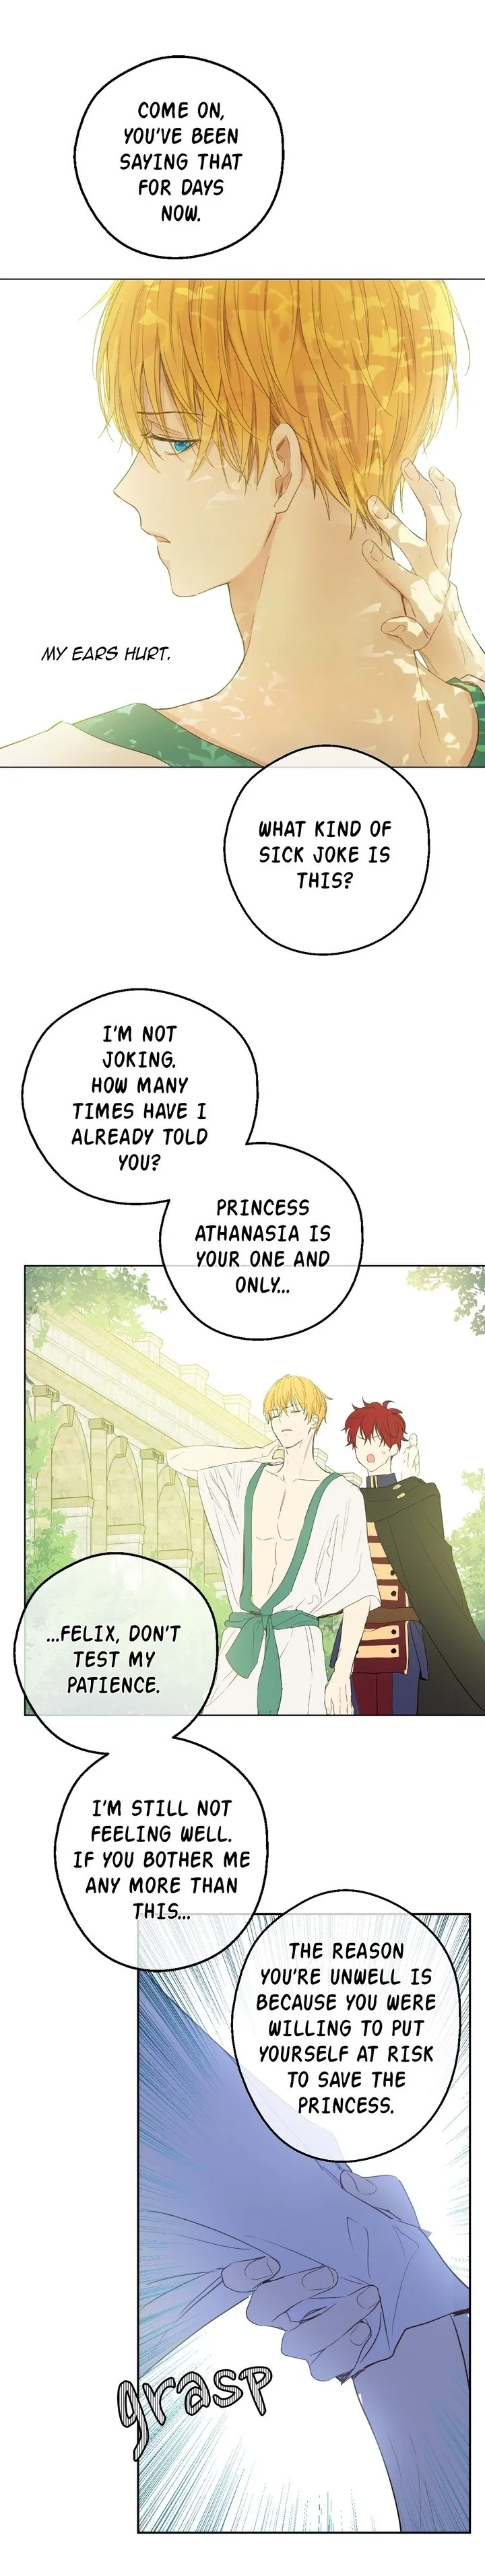 COME ON,
YOU'VE BEEN
SAYING THAT
FOR DAYS
NOW.
MY EARS HURT.
WHAT KIND OF
SICK JOKE IS
THIS?
I'M NOT
JOKING.
HOW MANY
TIMES HAVE I
ALREADY TOLD
YOU?
PRINCESS
ATHANASIA IS
YOUR ONE AND
ONLY...
...FELIX, DON'T
TEST MY
PATIENCE.
I'M STILL NOT
FEELING WELL.
IF YOU BOTHER ME
ANY MORE THAN
THIS...
THE REASON
YOU'RE UNWELL IS
BECAUSE YOU WERE
WILLING TO PUT
YOURSELF AT RISK
TO SAVE THE
PRINCESS.
grasp